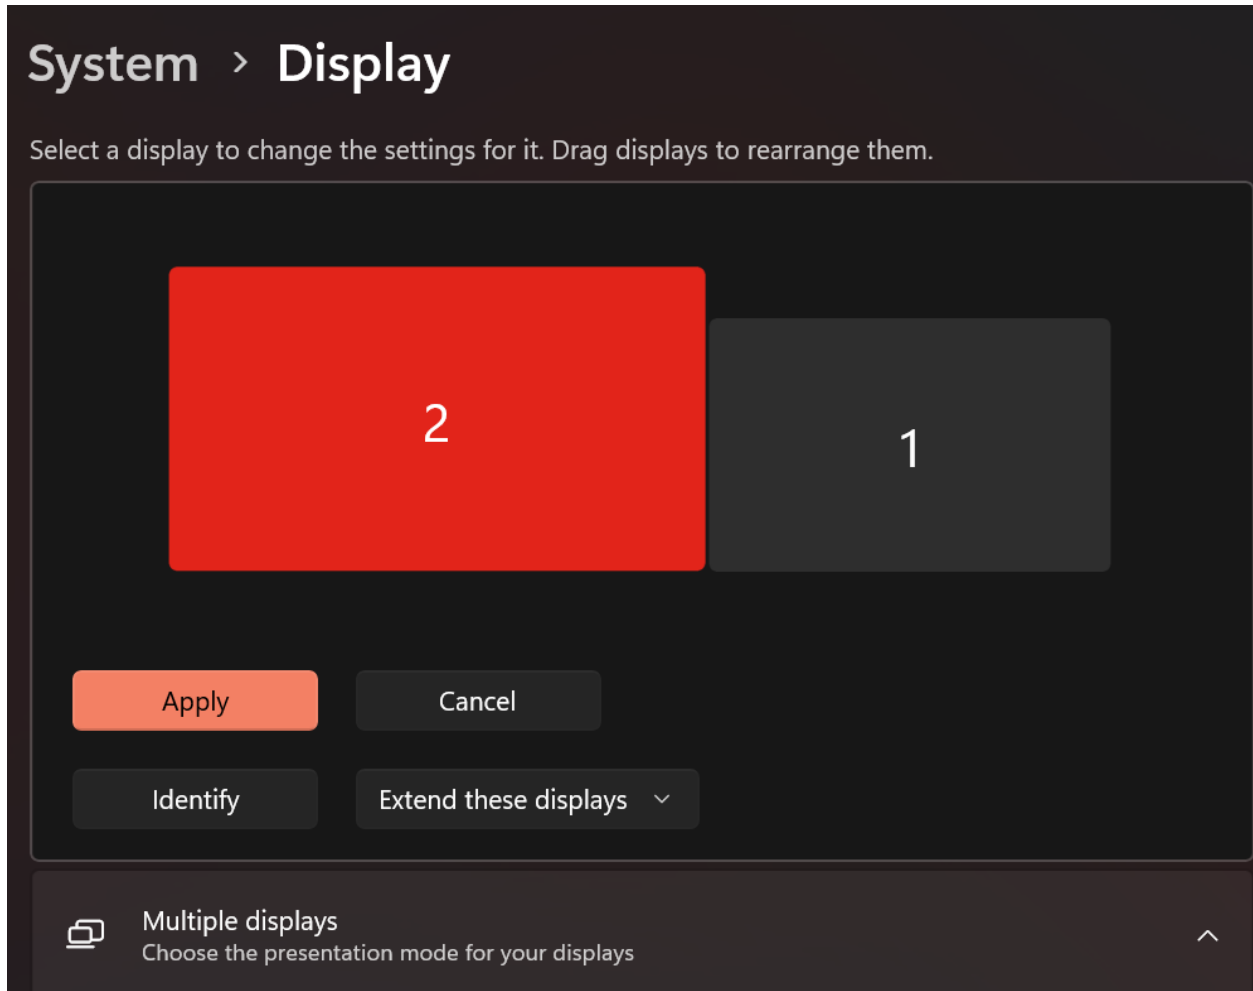 System > Display
Select a display to change the settings for it. Drag displays to rearrange them.
2
1
Apply Cancel
Identify Extend these displays
Multiple displays
Choose the presentation mode for your displays